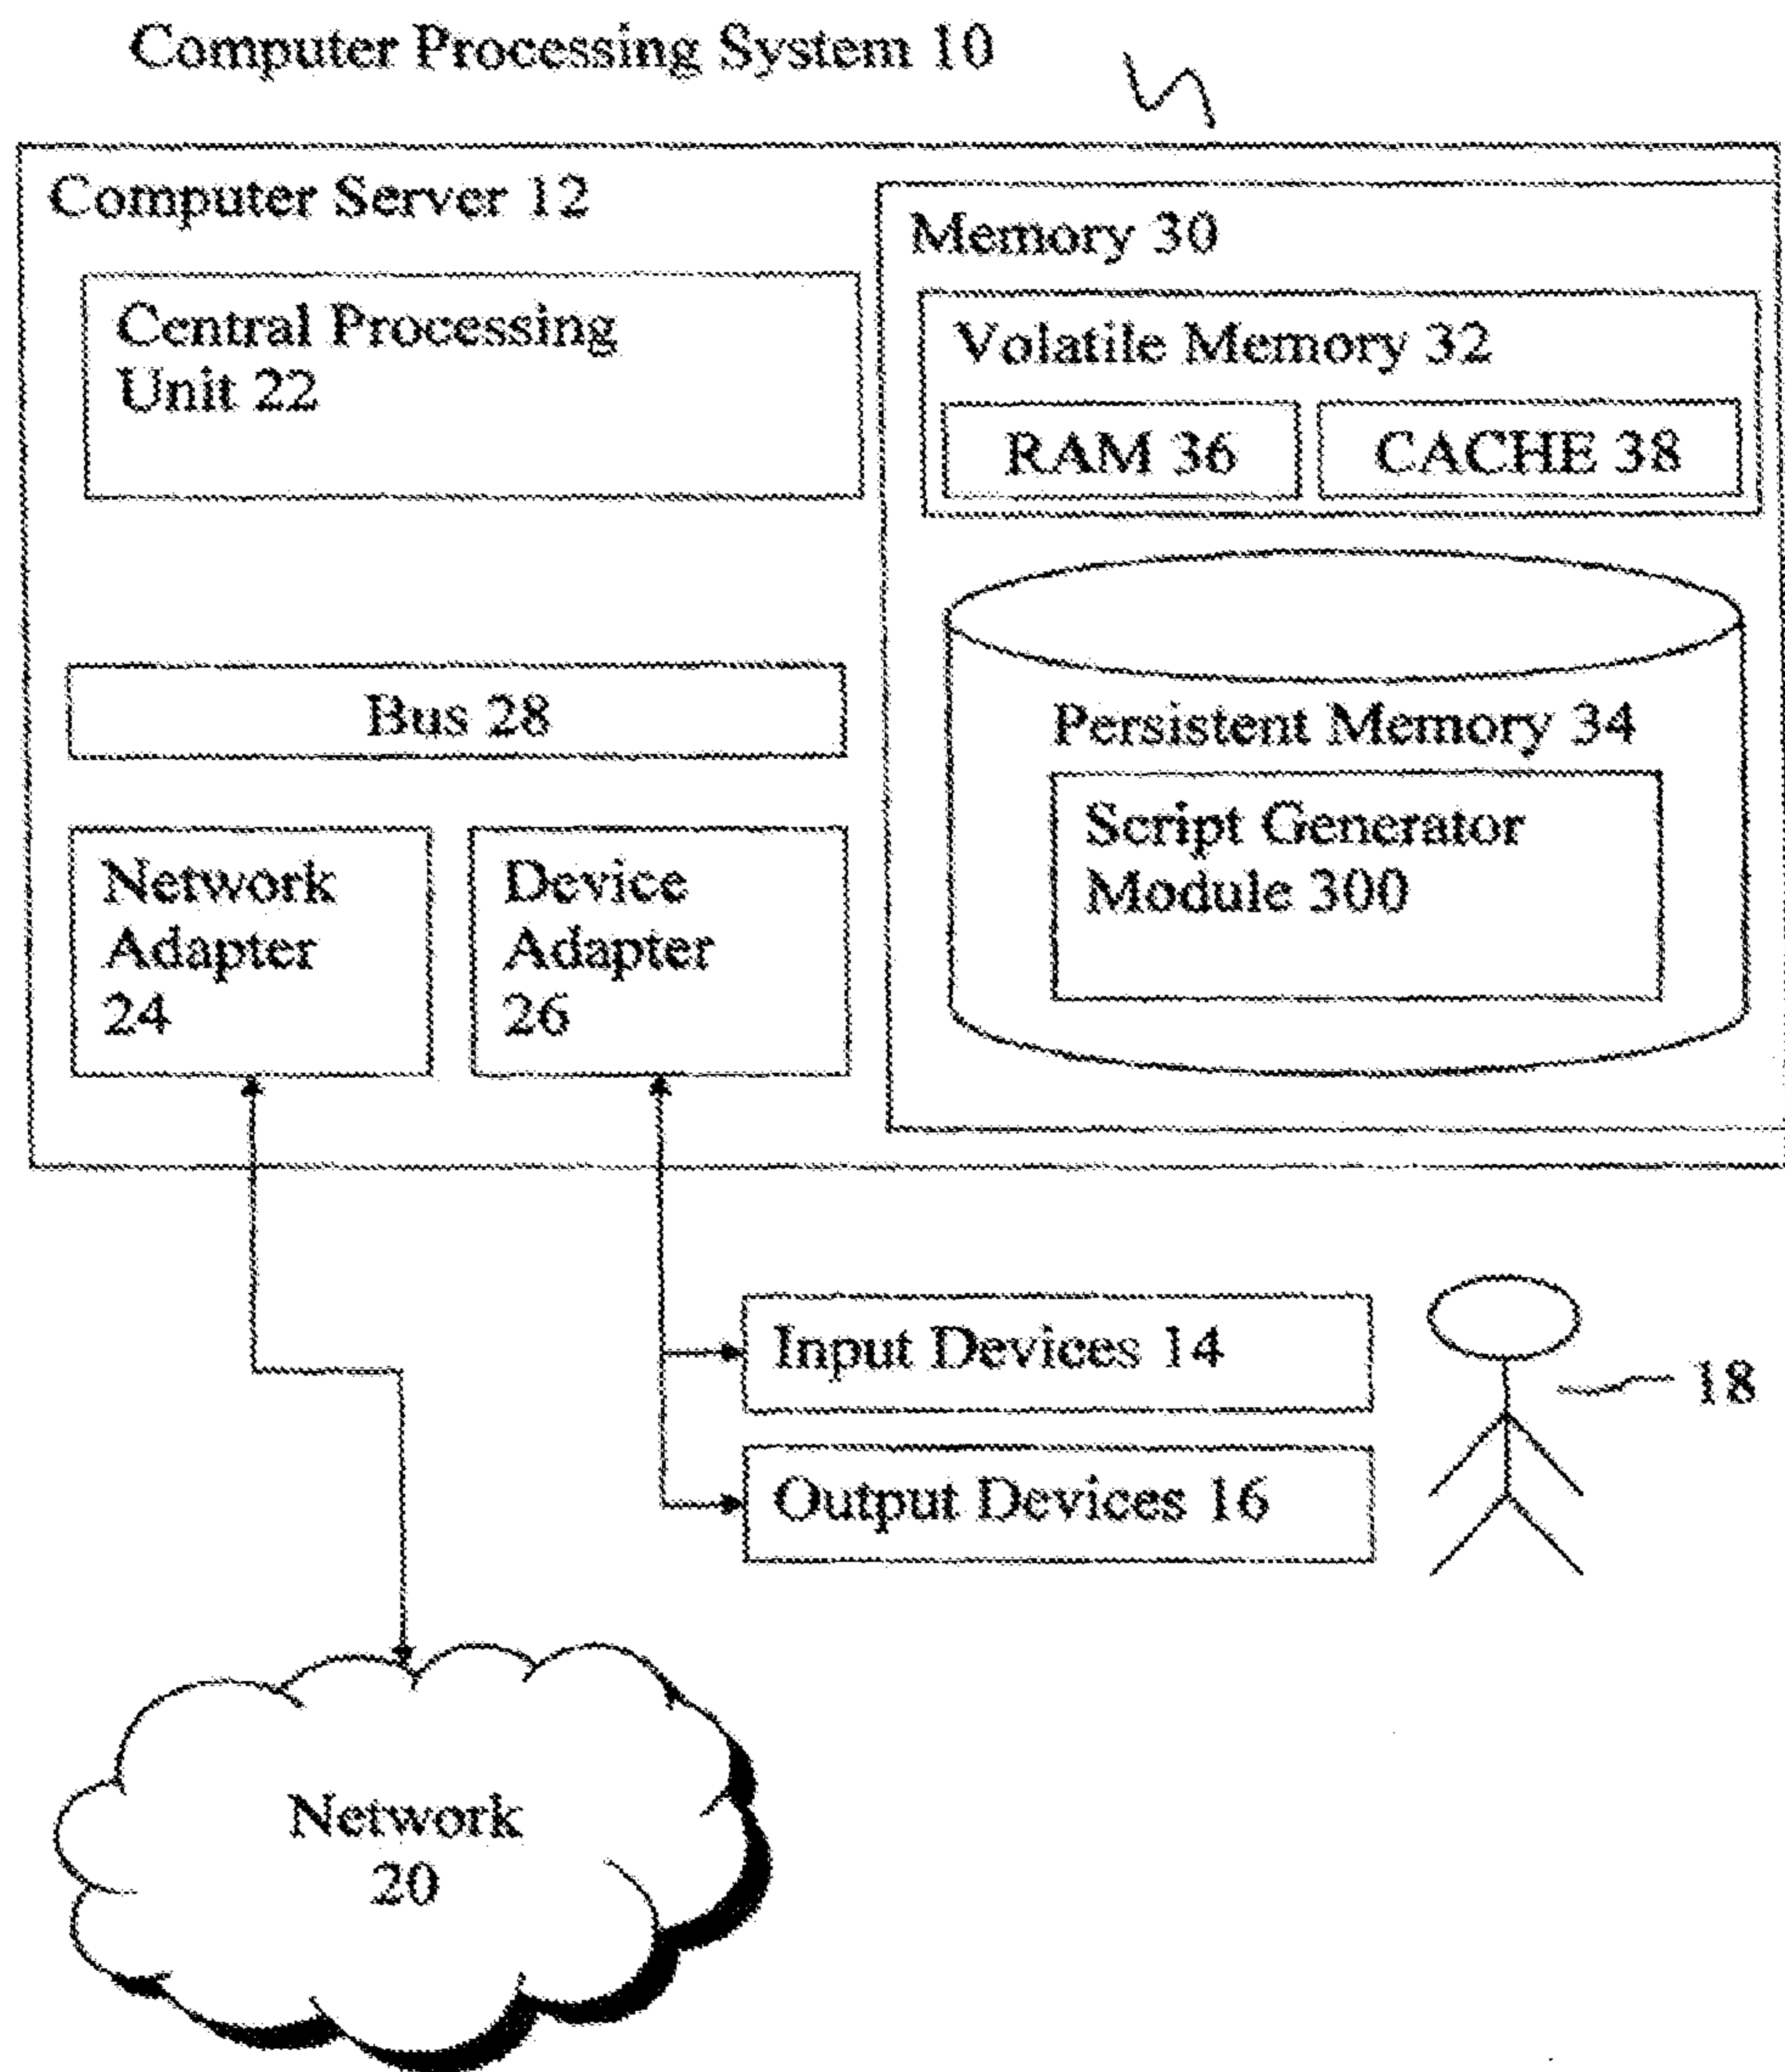 Computer Processing System 10
Computer Server 12
Central Processing
Unit 22
Bus 28
Network
Adapter
24
Device
Adapter
26
Memory 30
Volatile Memory 32
RAM 36
CACHE 38
Persistent Memory 34
Script Generator
Module 300
Input Devices 14
Output Devices 16
18
Network
20